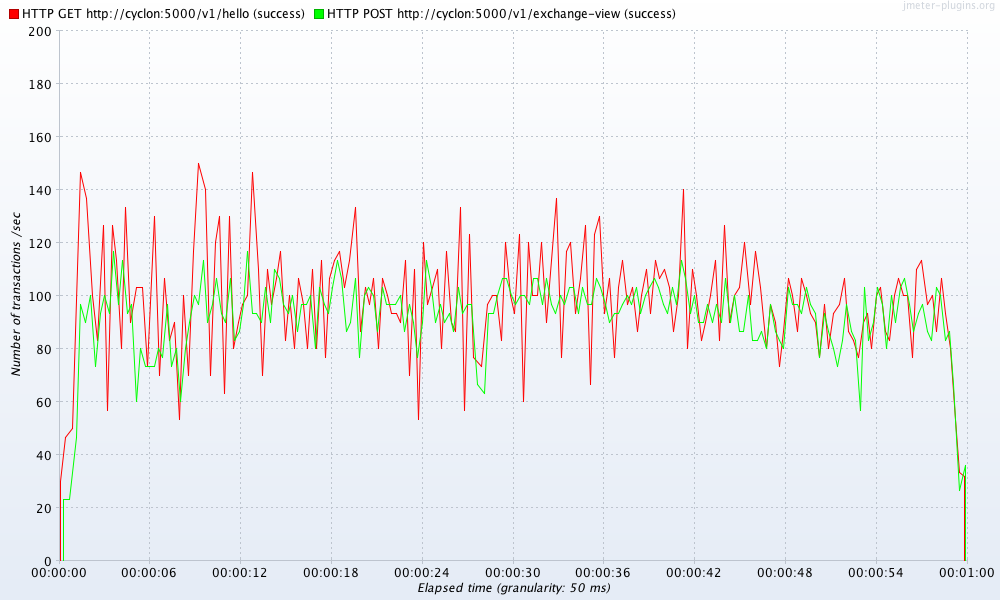 jmeter-plugins.org
HTTP GET http://cyclon:5000/v1/hello (success) HTTP POST http://cyclon:5000/v1/exchange-view (success)
200
180
160
140
120
100
80
60
40
20
0
Number of transactions /sec
00:00:00 00:00:06 00:00:12 00:00:18 00:00:24 00:00:30 00:00:36 00:00:42 00:00:48 00:00:54 00:01:00
Elapsed time (granularity: 50 ms)